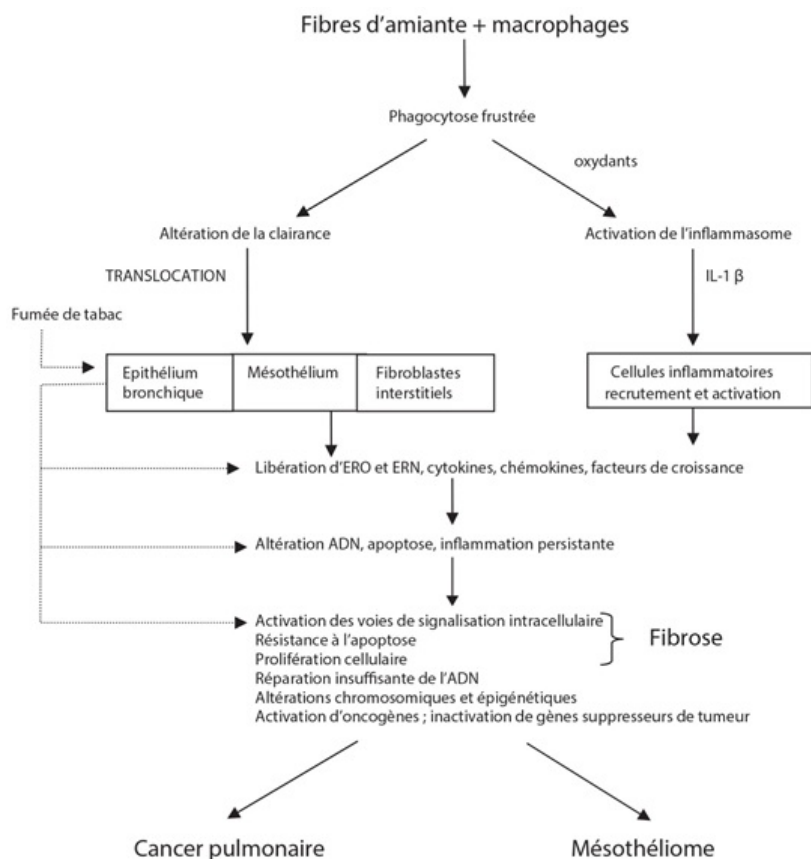 Fibres d'amiante + macrophages
Phagocytose frustrée
oxydants
Altération de la clairance
Activation de l'inflammasome
TRANSLOCATION
IL-1 β
Fumée de tabac
Epithélium
bronchique
Mésothélium
Fibroblastes
interstitiels
Cellules inflammatoires
recrutement et activation
Libération d'ERO et ERN, cytokines, chémokines, facteurs de croissance
Altération ADN, apoptose, inflammation persistante
Activation des voies de signalisation intracellulaire
Résistance à l'apoptose
Prolifération cellulaire
Fibrose
Réparation insuffisante de l'ADN
Altérations chromosomiques et épigénétiques
Activation d'oncogènes ; inactivation de gènes suppresseurs de tumeur
Cancer pulmonaire
Mésothéliome